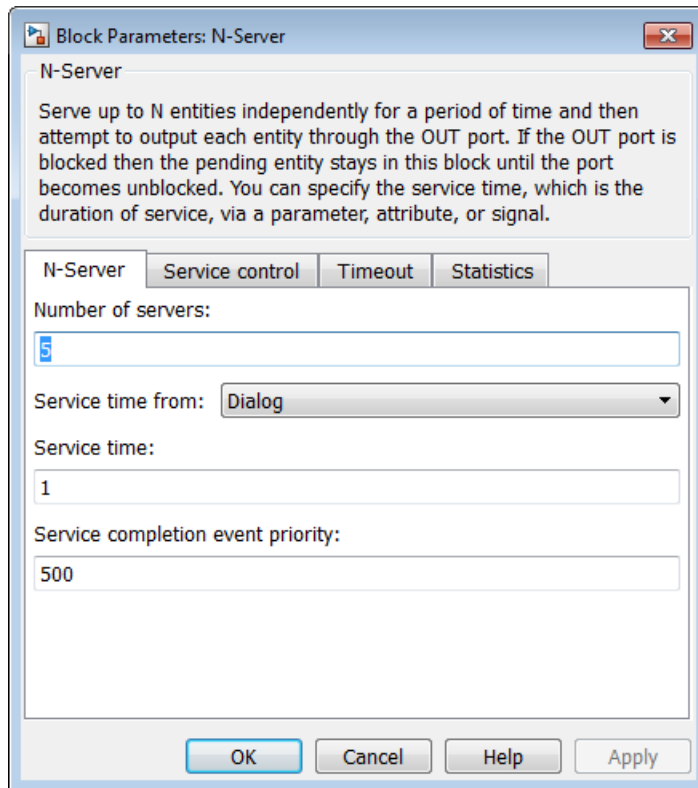 Block Parameters: N-Server
N-Server
Serve up to N entities independently for a period of time and then
attempt to output each entity through the OUT port. If the OUT port is
blocked then the pending entity stays in this block until the port
becomes unblocked. You can specify the service time, which is the
duration of service, via a parameter, attribute, or signal.
N-Server Service control Timeout Statistics
Number of servers:
5
Service time from: Dialog
Service time:
1
Service completion event priority:
500
OK Cancel Help Apply